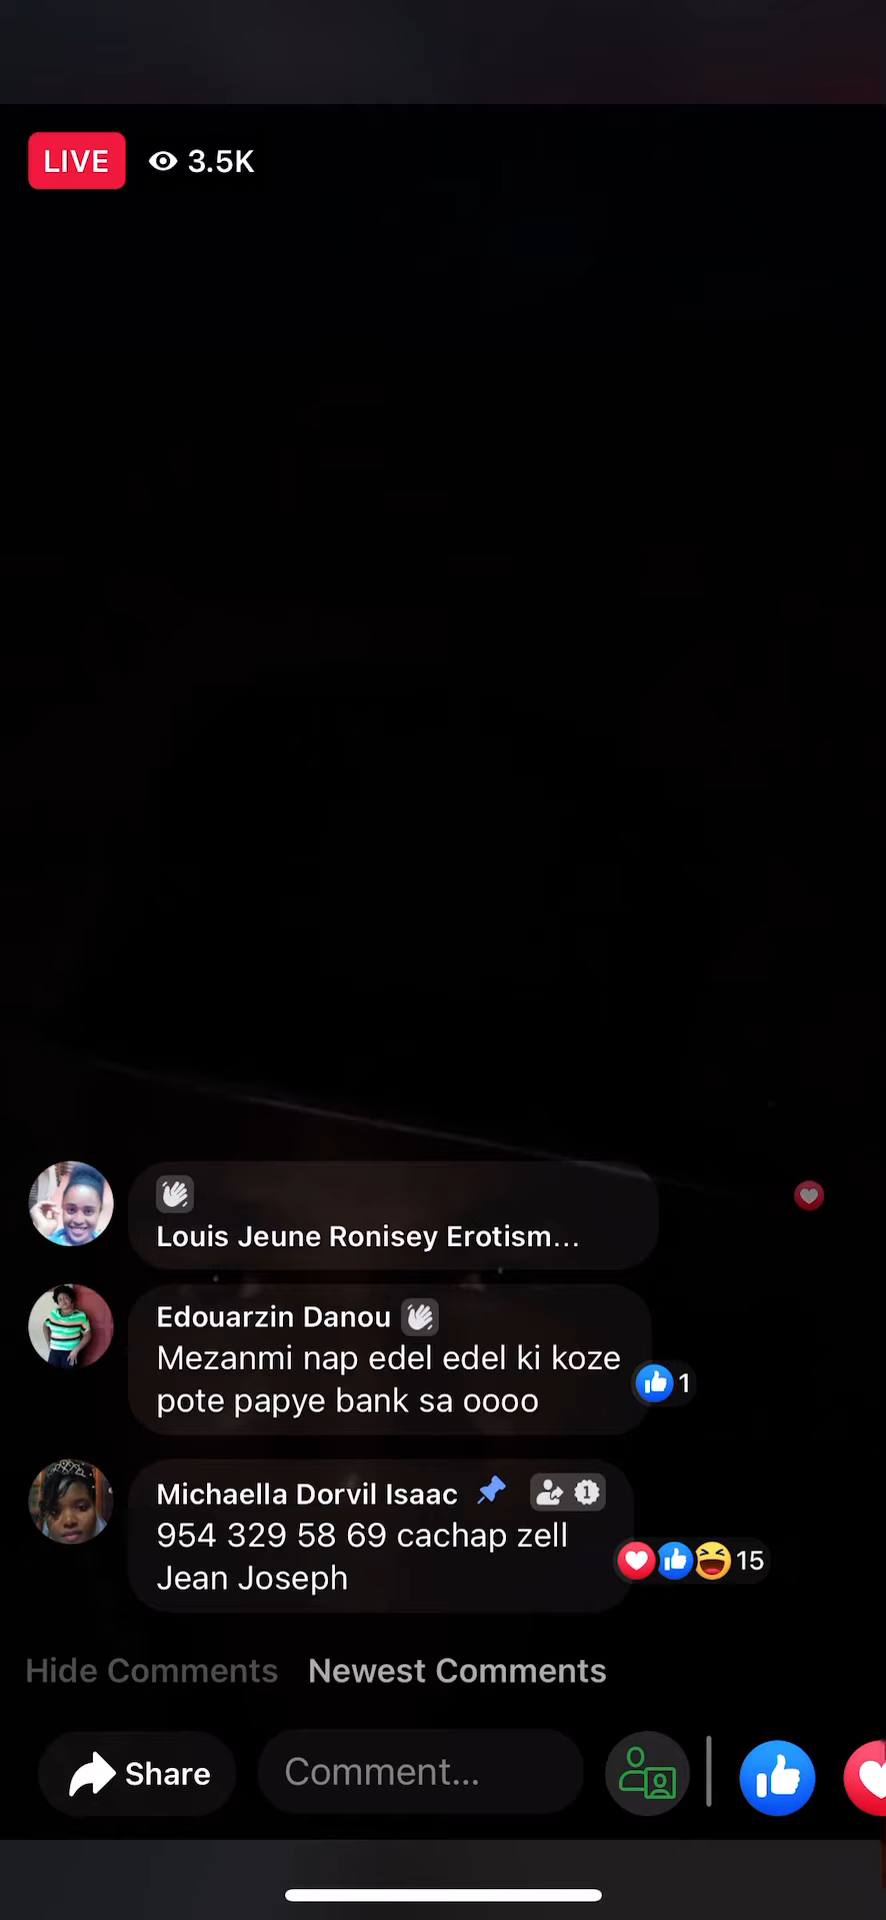 LIVE 3.5K
Louis Jeune Ronisey Erotism...
Edouarzin Danou
Mezanmi nap edel edel ki koze
pote papye bank sa oooo
1
Michaella Dorvil Isaac 1
954 329 58 69 cachap zell
Jean Joseph
15
Hide Comments Newest Comments
Share Comment...